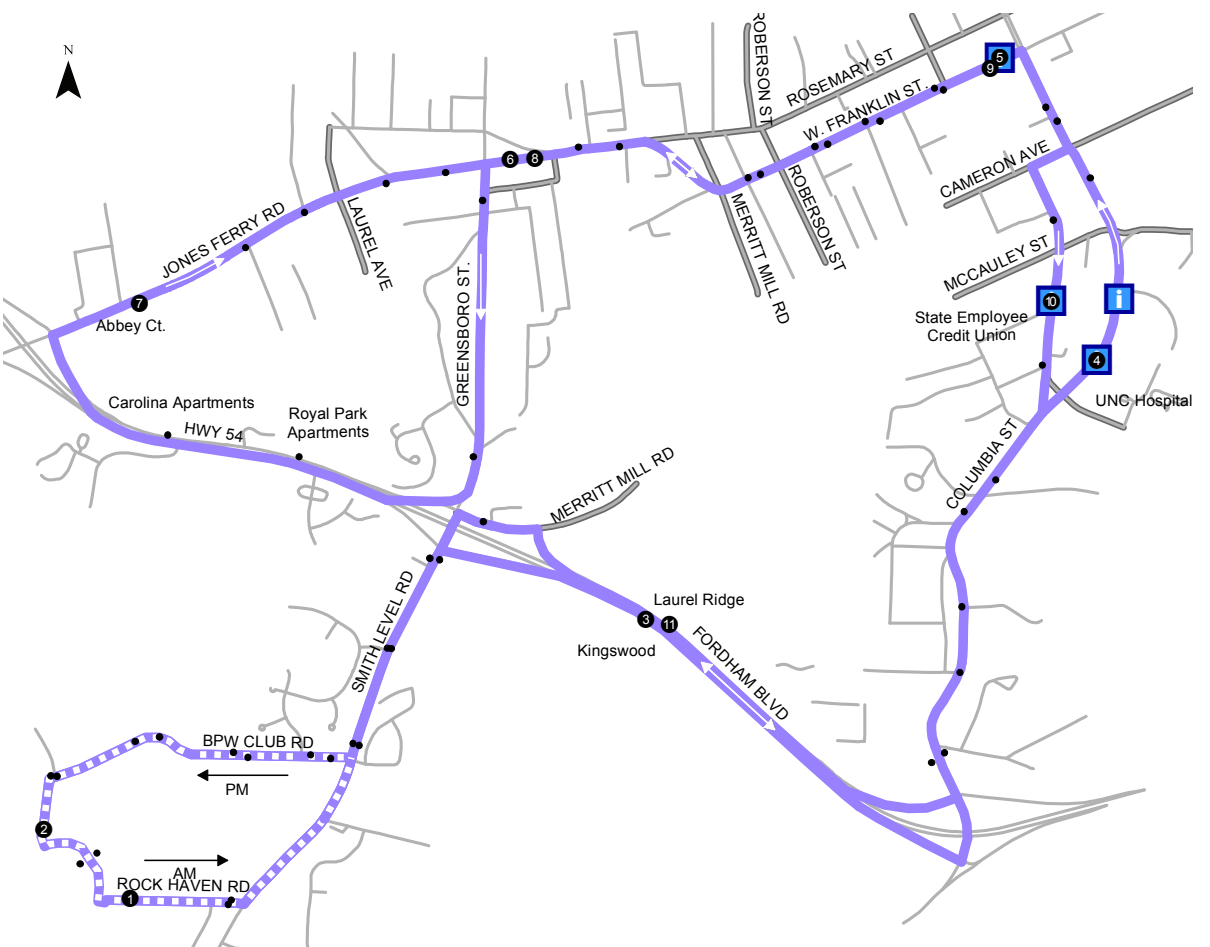 N
ROBERSON ST
ROSEMARY ST
5
9
W. FRANKLIN ST.
6
8
CAMERON AVE
JONES FERRY RD
LAUREL AVE
MERRITT MILL RD
ROBERSON ST
MCCAULEY ST
7
Abbey Ct.
GREENSBORO ST.
10
i
State Employee
Credit Union
4
UNC Hospital
Carolina Apartments
HWY 54
Royal Park
Apartments
COLUMBIA ST
MERRITT MILL RD
SMITH LEVEL RD
Laurel Ridge
3
11
Kingswood
FORDHAM BLVD
BPW CLUB RD
PM
2
AM
ROCK HAVEN RD
1